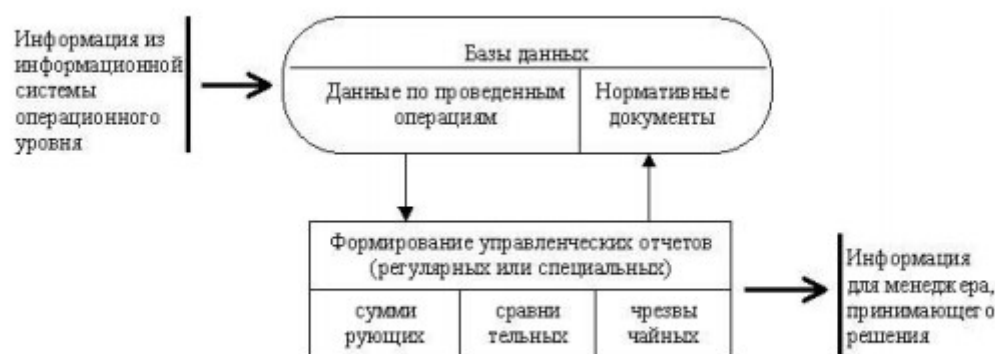 Информация из
информационной
системы
операционного
уровня
Базы данных
Данные по проведенным
операциям
Нормативные
документы
Формирование управленческих отчетов
(регулярных или специальных)
сумми
рующих
сравни
тельных
чрезвы
чайных
Информация
для менеджера,
принимающего
решения